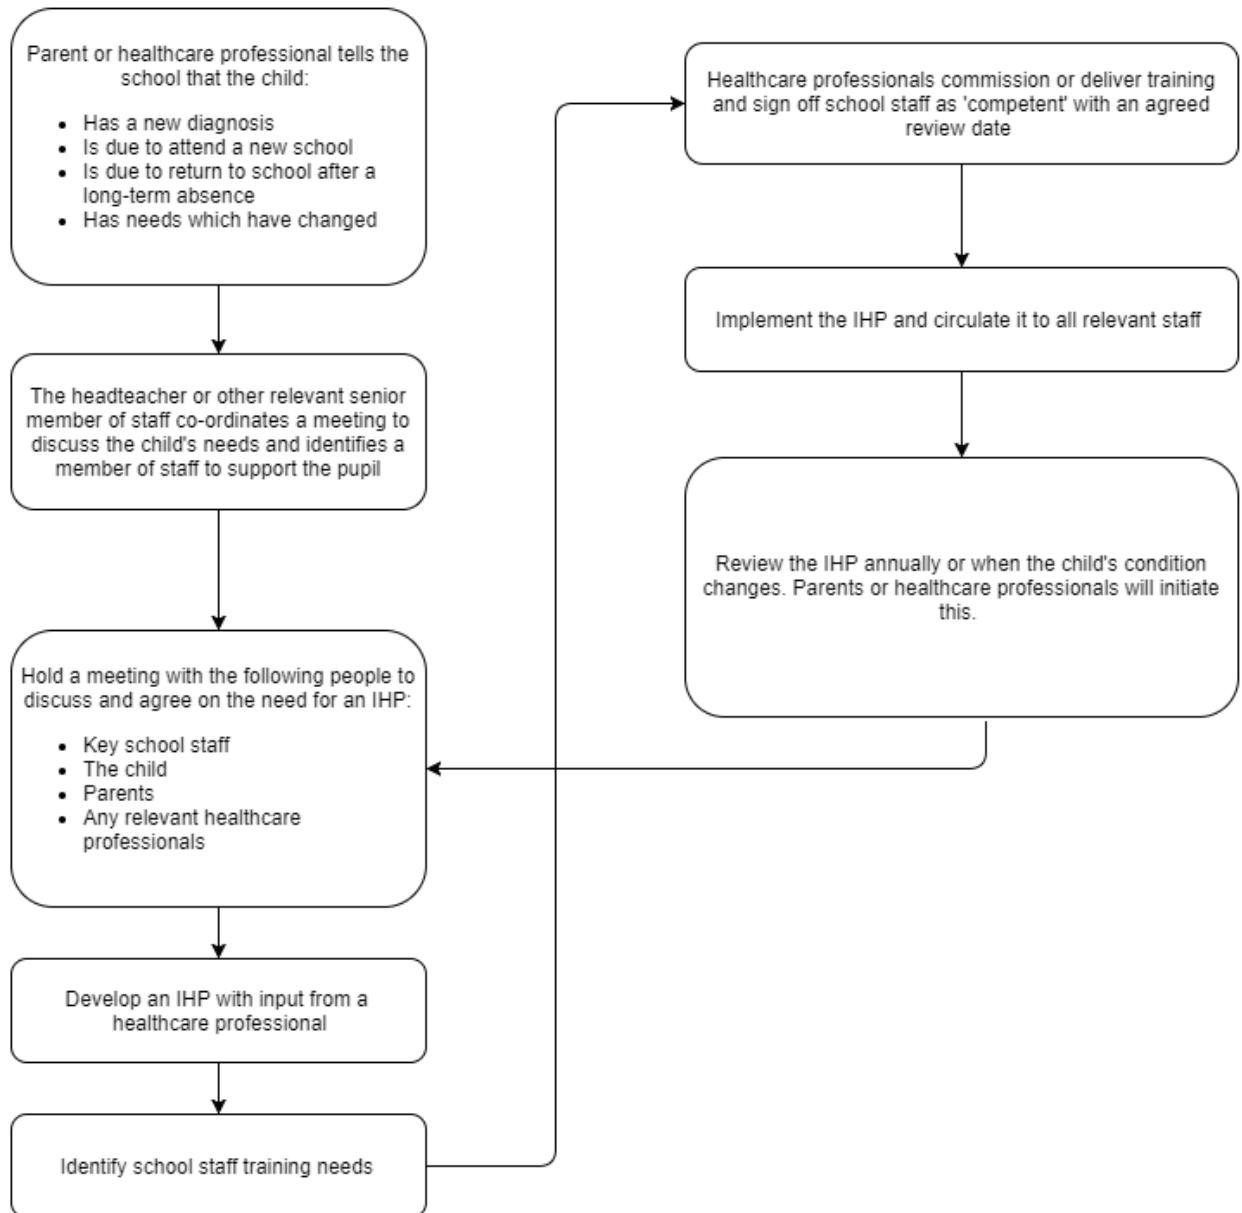 Parent or healthcare professional tells the
school that the child:
• Has a new diagnosis
• Is due to attend a new school
• Is due to return to school after a
long-term absence
• Has needs which have changed
The headteacher or other relevant senior
member of staff co-ordinates a meeting to
discuss the child's needs and identifies a
member of staff to support the pupil
Hold a meeting with the following people to
discuss and agree on the need for an IHP:
• Key school staff
• The child
• Parents
• Any relevant healthcare
professionals
Develop an IHP with input from a
healthcare professional
Identify school staff training needs
Healthcare professionals commission or deliver training
and sign off school staff as 'competent' with an agreed
review date
Implement the IHP and circulate it to all relevant staff
Review the IHP annually or when the child's condition
changes. Parents or healthcare professionals will initiate
this.